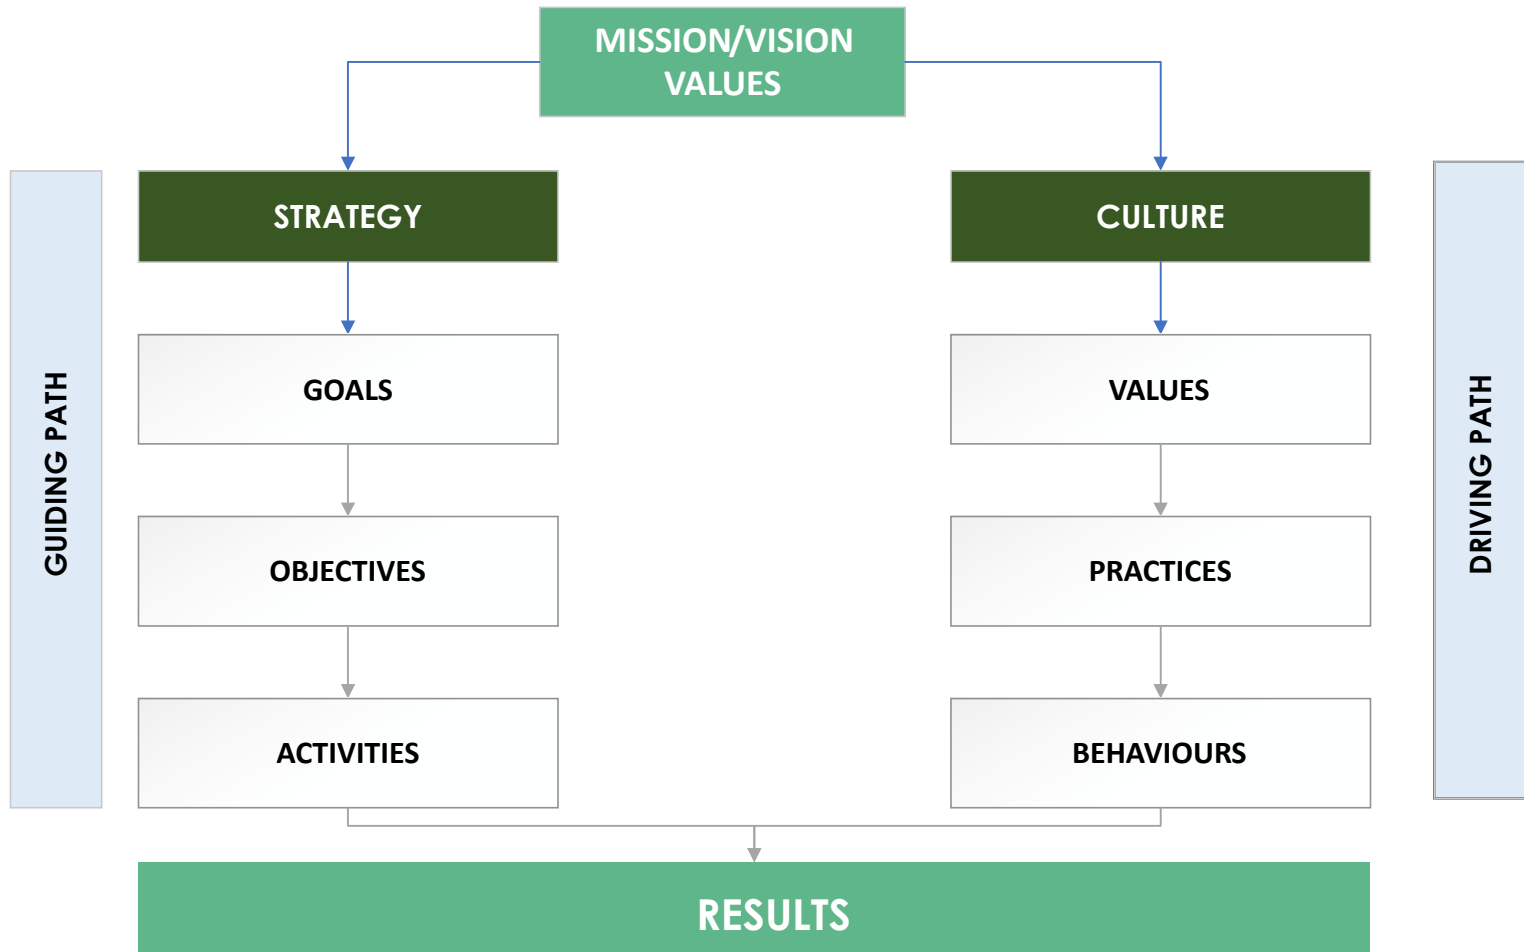 MISSION/VISION
VALUES
STRATEGY
CULTURE
GUIDING PATH
GOALS
VALUES
DRIVING PATH
OBJECTIVES
PRACTICES
ACTIVITIES
BEHAVIOURS
RESULTS